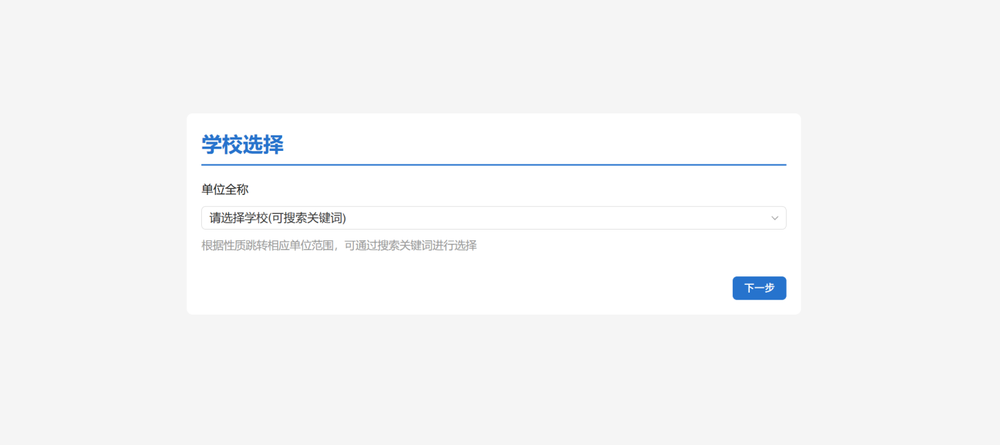 学校选择
单位全称
请选择学校(可搜索关键词)
根据性质跳转相应单位范围，可通过搜索关键词进行选择
下一步